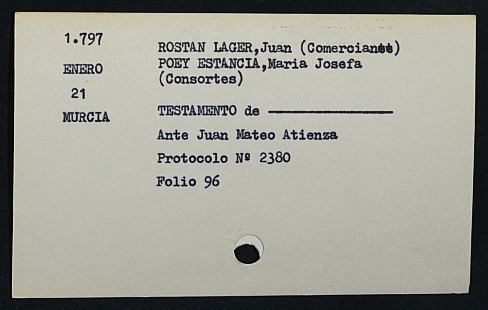 1.797
ENERO
21
MURCIA
ROSTAN LAGER,Juan (Comerciante)
POEY ESTANCIA,Maria Josefa
(Consortes)
TESTAMENTO de ————————
Ante Juan Mateo Atienza
Protocolo Nº 2380
Folio 96